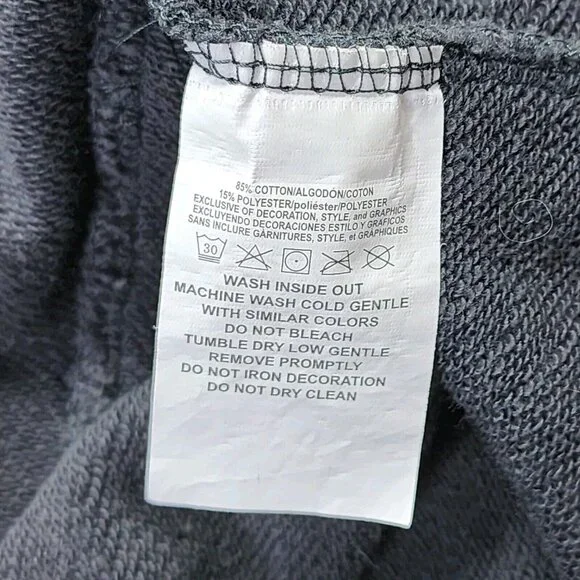 85% COTTON/ALGODÓN/COTON
15% POLYESTER/poliéster/POLYESTER
EXCLUSIVE OF DECORATION, STYLE, and GRAPHICS
EXCLUYENDO DECORACIONES ESTILO Y GRAFICOS
SANS INCLURE GARNITURES, STYLE, et GRAPHIQUES
30
WASH INSIDE OUT
MACHINE WASH COLD GENTLE
WITH SIMILAR COLORS
DO NOT BLEACH
TUMBLE DRY LOW GENTLE
REMOVE PROMPTLY
DO NOT IRON DECORATION
DO NOT DRY CLEAN